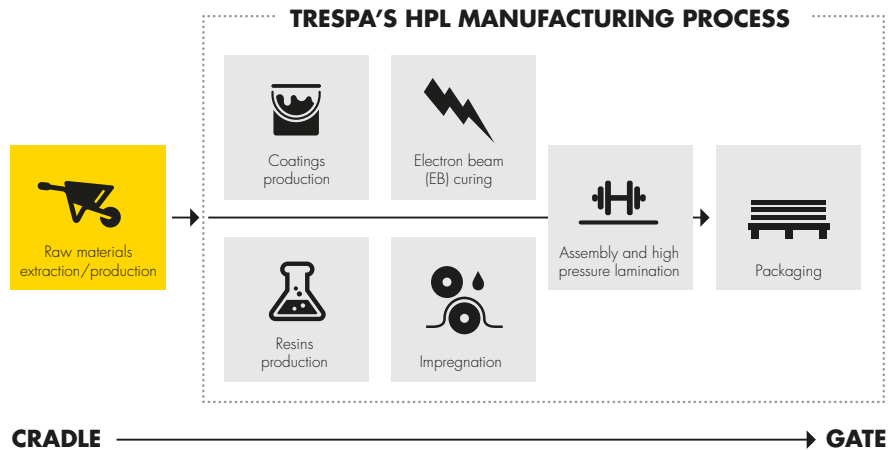 TRESPA'S HPL MANUFACTURING PROCESS
Coatings
production
Electron beam
(EB) curing
Raw materials
extraction/production
Assembly and high
pressure lamination
Packaging
Resins
production
Impregnation
CRADLE
GATE